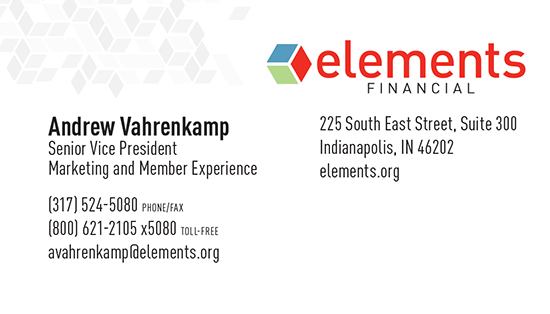 elements
FINANCIAL
Andrew Vahrenkamp
Senior Vice President
Marketing and Member Experience
(317) 524-5080 PHONE/FAX
(800) 621-2105 x5080 TOLL-FREE
avahrenkamp@elements.org
225 South East Street, Suite 300
Indianapolis, IN 46202
elements.org